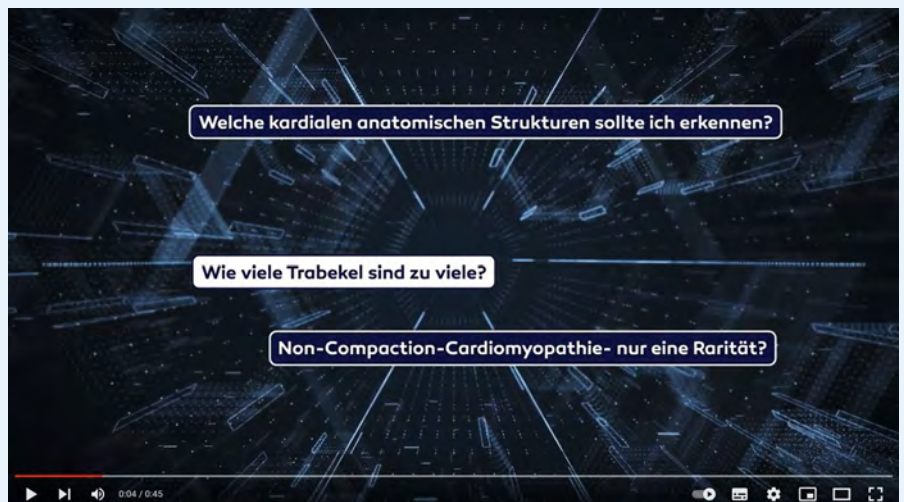 Welche kardialen anatomischen Strukturen sollte ich erkennen?
Wie viele Trabekel sind zu viele?
Non-Compaction-Cardiomyopathie- nur eine Rarität?
0:04 / 0:45